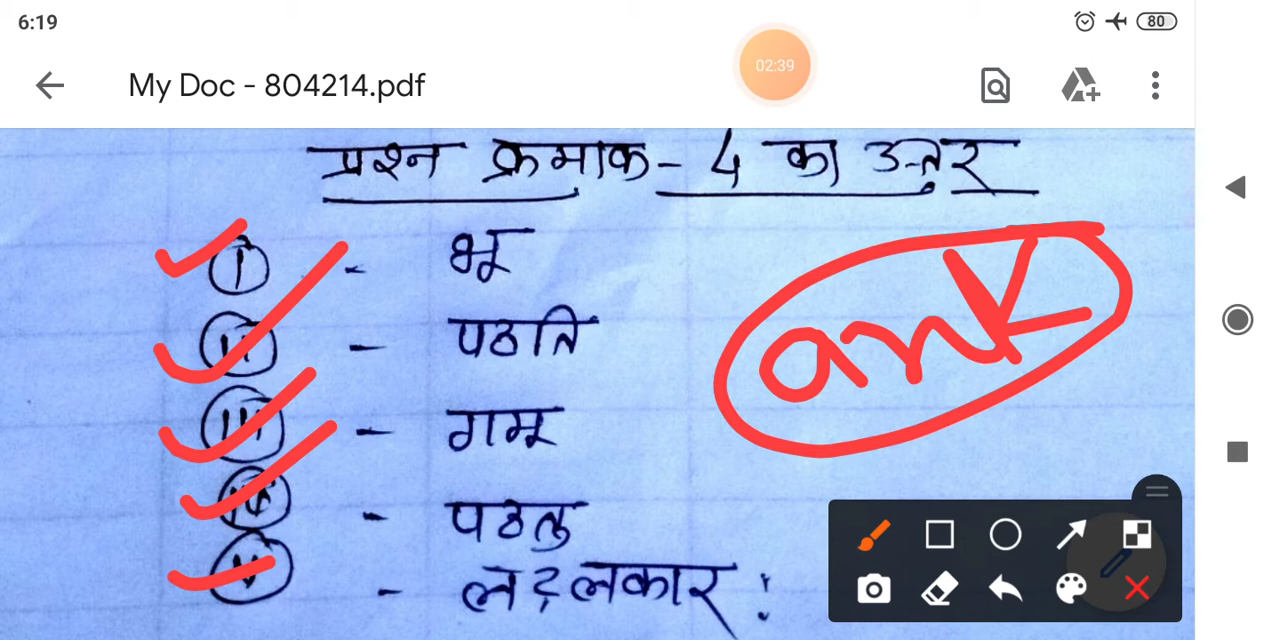 6:19
80
02:39
My Doc - 804214.pdf
प्रश्न क्रमाक - 4 का उत्तर
I - भू
II - पठति
III - गम्
IV - पठतु
V - लट्लकार :
ank